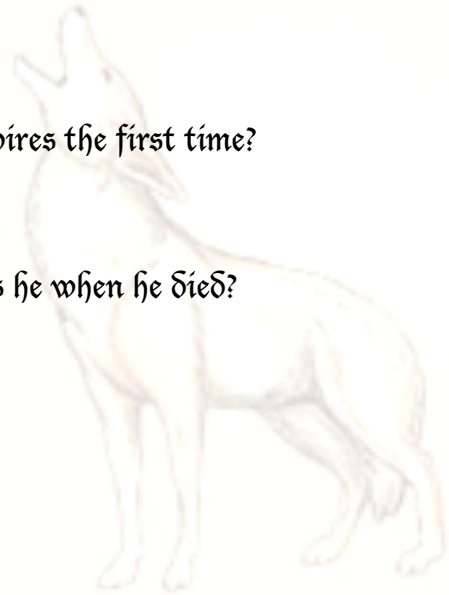 pires the first time?
s he when he died?